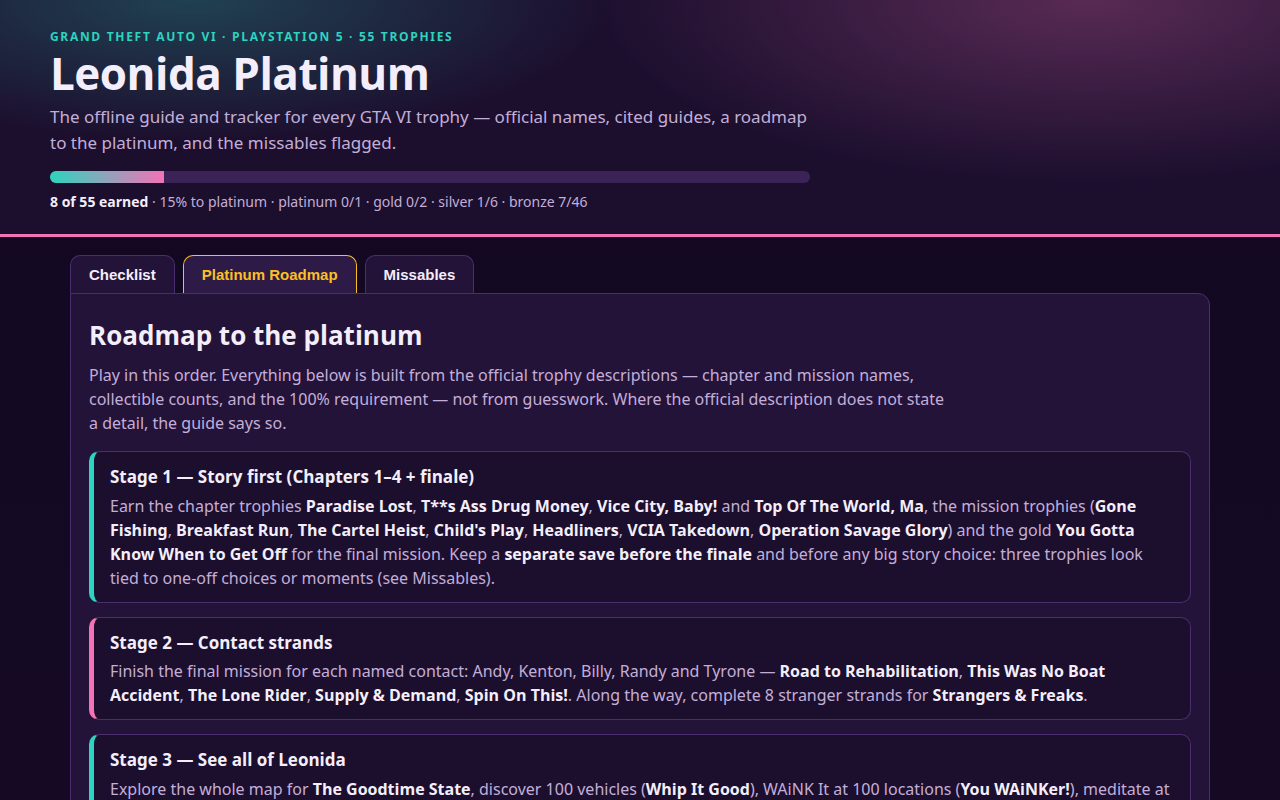 GRAND THEFT AUTO VI · PLAYSTATION 5 · 55 TROPHIES
Leonida Platinum
The offline guide and tracker for every GTA VI trophy — official names, cited guides, a roadmap
to the platinum, and the missables flagged.
8 of 55 earned · 15% to platinum · platinum 0/1 · gold 0/2 · silver 1/6 · bronze 7/46
Checklist
Platinum Roadmap
Missables
Roadmap to the platinum
Play in this order. Everything below is built from the official trophy descriptions — chapter and mission names,
collectible counts, and the 100% requirement — not from guesswork. Where the official description does not state
a detail, the guide says so.
Stage 1 — Story first (Chapters 1–4 + finale)
Earn the chapter trophies Paradise Lost, T**s Ass Drug Money, Vice City, Baby! and Top Of The World, Ma, the mission trophies (Gone
Fishing, Breakfast Run, The Cartel Heist, Child's Play, Headliners, VCIA Takedown, Operation Savage Glory) and the gold You Gotta
Know When to Get Off for the final mission. Keep a separate save before the finale and before any big story choice: three trophies look
tied to one-off choices or moments (see Missables).
Stage 2 — Contact strands
Finish the final mission for each named contact: Andy, Kenton, Billy, Randy and Tyrone — Road to Rehabilitation, This Was No Boat
Accident, The Lone Rider, Supply & Demand, Spin On This!. Along the way, complete 8 stranger strands for Strangers & Freaks.
Stage 3 — See all of Leonida
Explore the whole map for The Goodtime State, discover 100 vehicles (Whip It Good), WAiNK It at 100 locations (You WAiNKer!), meditate at